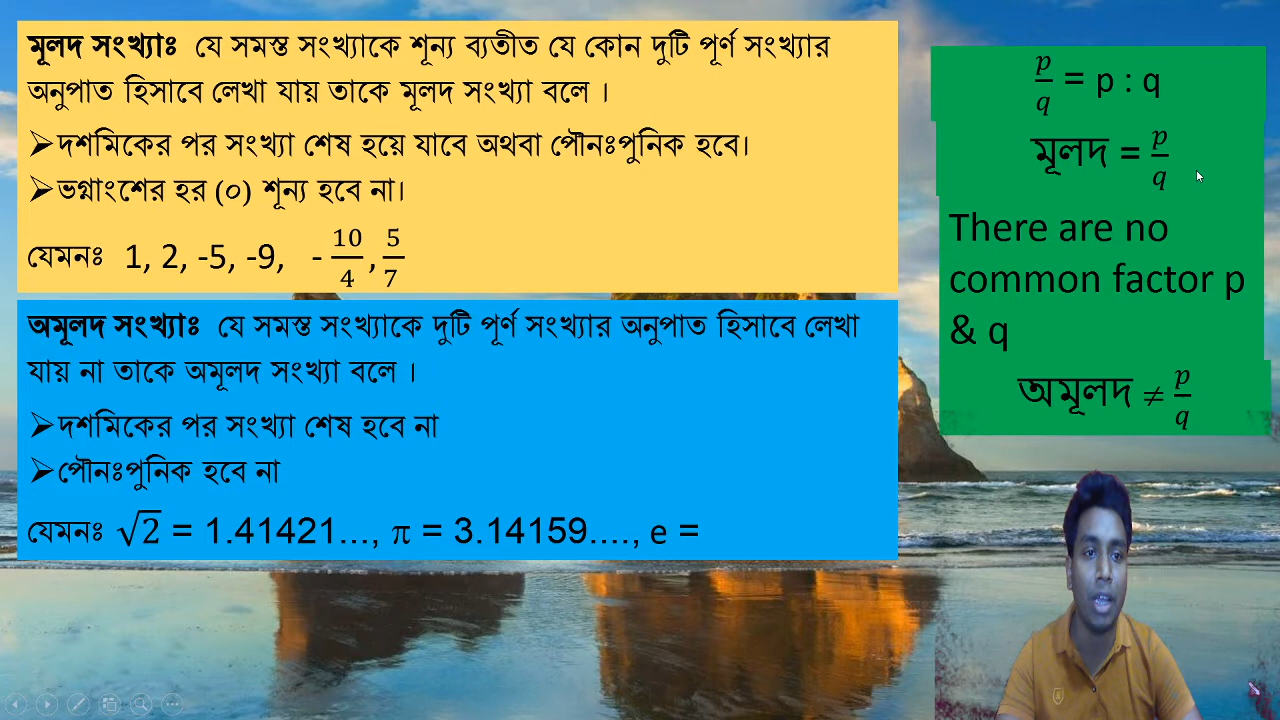 মূলদ সংখ্যাঃ যে সমস্ত সংখ্যাকে শূন্য ব্যতীত যে কোন দুটি পূর্ণ সংখ্যার
অনুপাত হিসাবে লেখা যায় তাকে মূলদ সংখ্যা বলে ।
➢দশমিকের পর সংখ্যা শেষ হয়ে যাবে অথবা পৌনঃপুনিক হবে।
➢ভগ্নাংশের হর (০) শূন্য হবে না।
যেমনঃ 1, 2, -5, -9, - 10/4, 5/7
অমূলদ সংখ্যাঃ যে সমস্ত সংখ্যাকে দুটি পূর্ণ সংখ্যার অনুপাত হিসাবে লেখা
যায় না তাকে অমূলদ সংখ্যা বলে ।
➢দশমিকের পর সংখ্যা শেষ হবে না
➢পৌনঃপুনিক হবে না
যেমনঃ √2 = 1.41421..., π = 3.14159...., e =
p/q = p : q
মূলদ = p/q
There are no
common factor p
& q
অমূলদ ≠ p/q